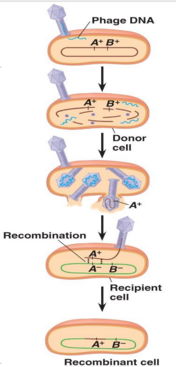 Phage DNA
A+ B+
A+ B+
Donor
cell
A+
Recombination
A+
A– B–
Recipient
cell
A+ B–
Recombinant cell